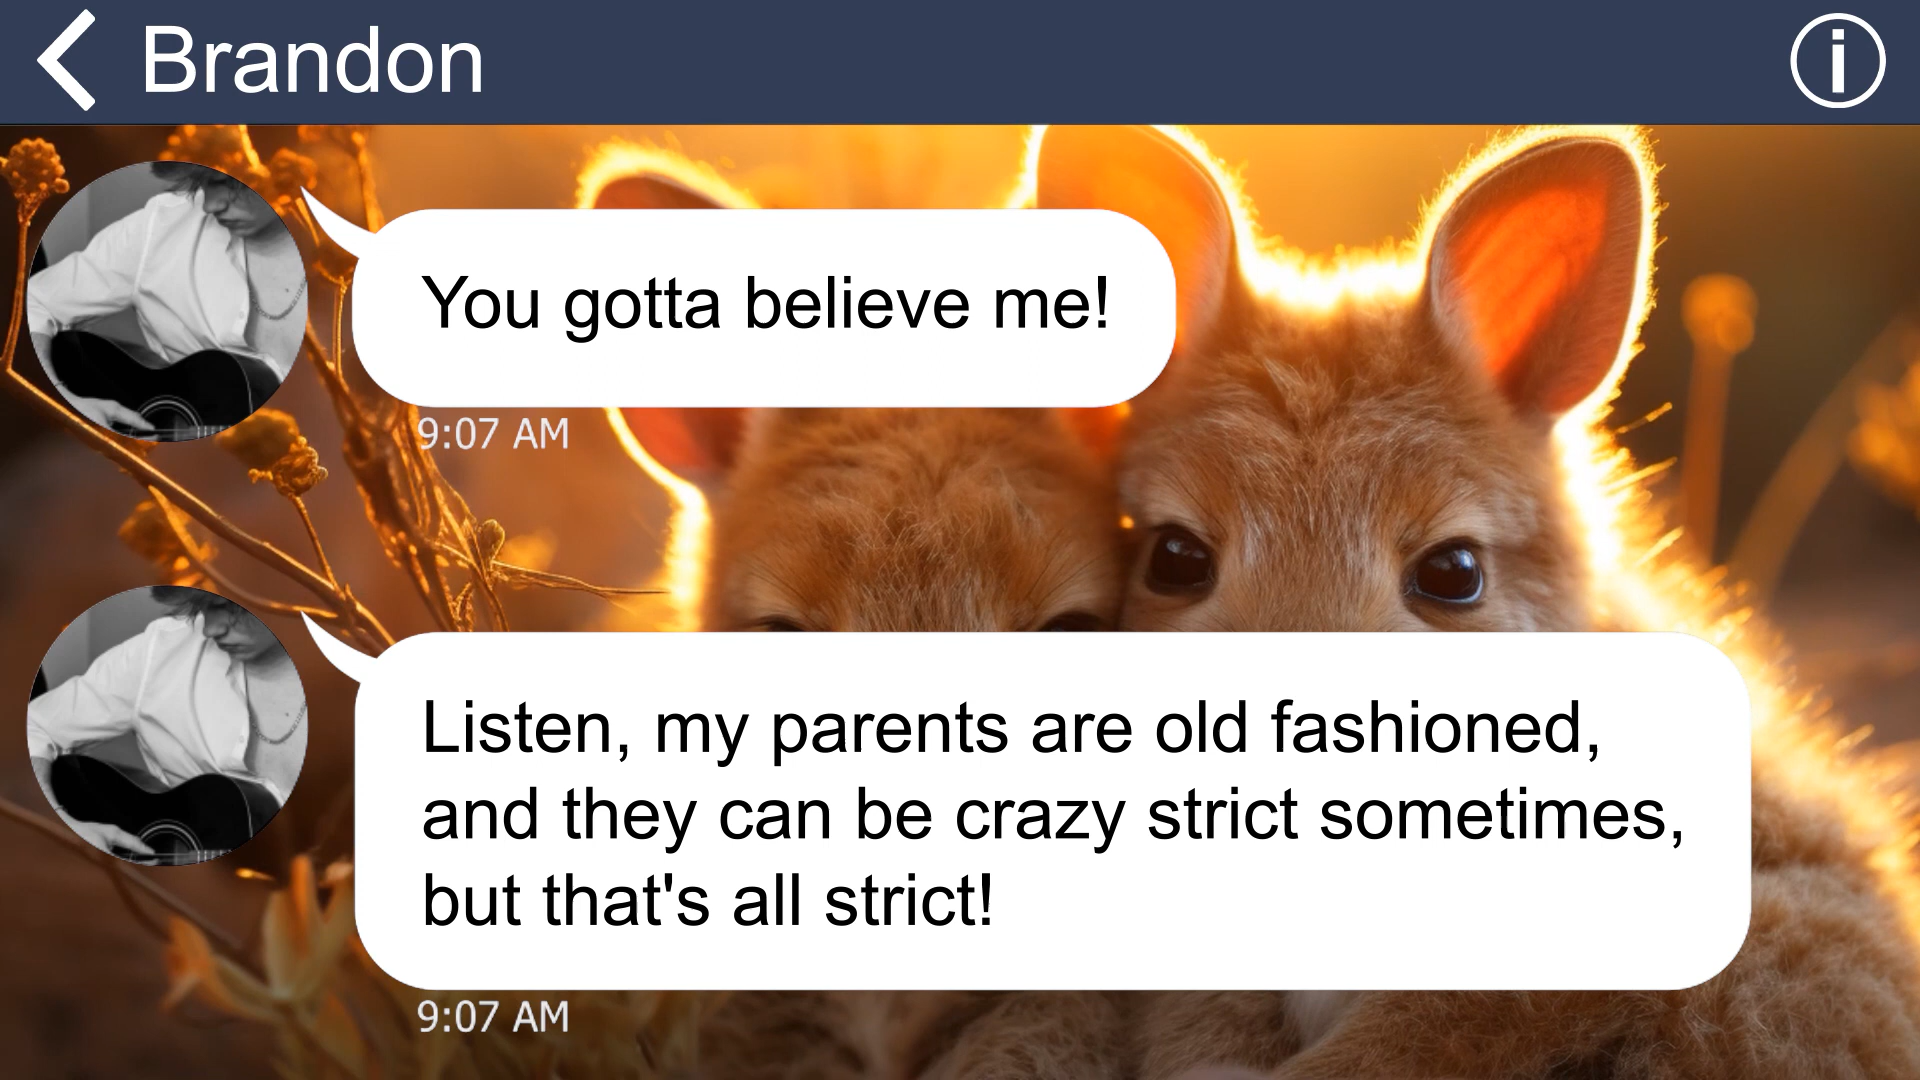 Brandon
You gotta believe me!
9:07 AM
Listen, my parents are old fashioned,
and they can be crazy strict sometimes,
but that's all strict!
9:07 AM